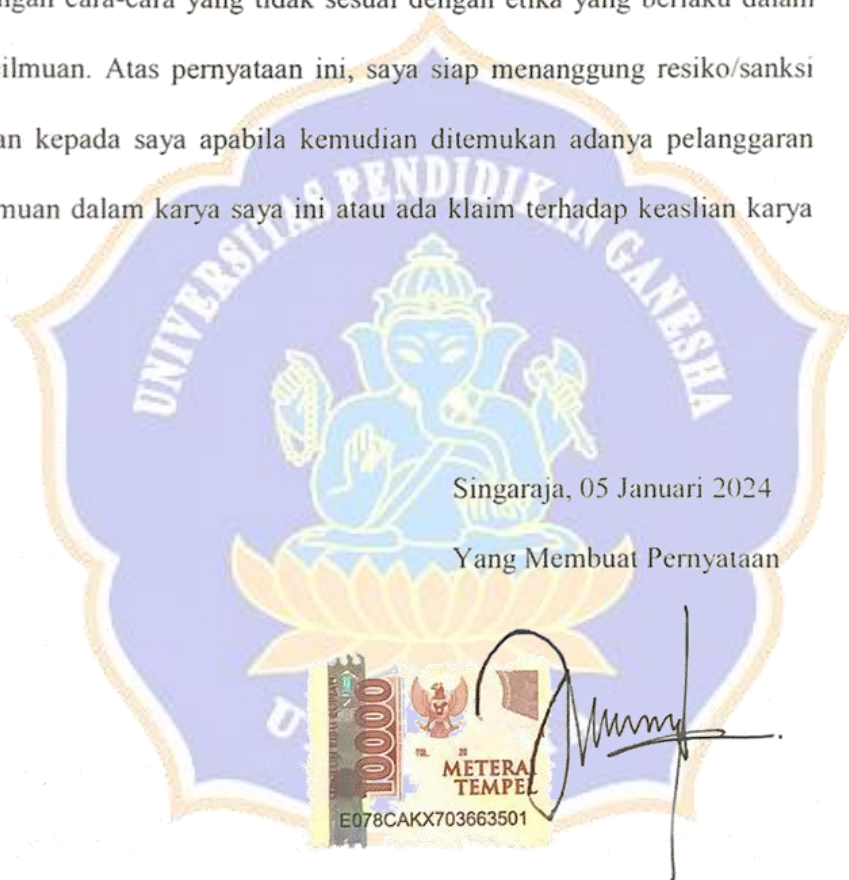 ngan cara-cara yang tidak sesuai dengan etika yang berlaku dalam
ilmuan. Atas pernyataan ini, saya siap menanggung resiko/sanksi
an kepada saya apabila kemudian ditemukan adanya pelanggaran
muan dalam karya saya ini atau ada klaim terhadap keaslian karya
UNIVERSITAS PENDIDIKAN GANESHA
Singaraja, 05 Januari 2024
Yang Membuat Pernyataan
10000
TGL. 20
METERAI
TEMPEL
E078CAKX703663501